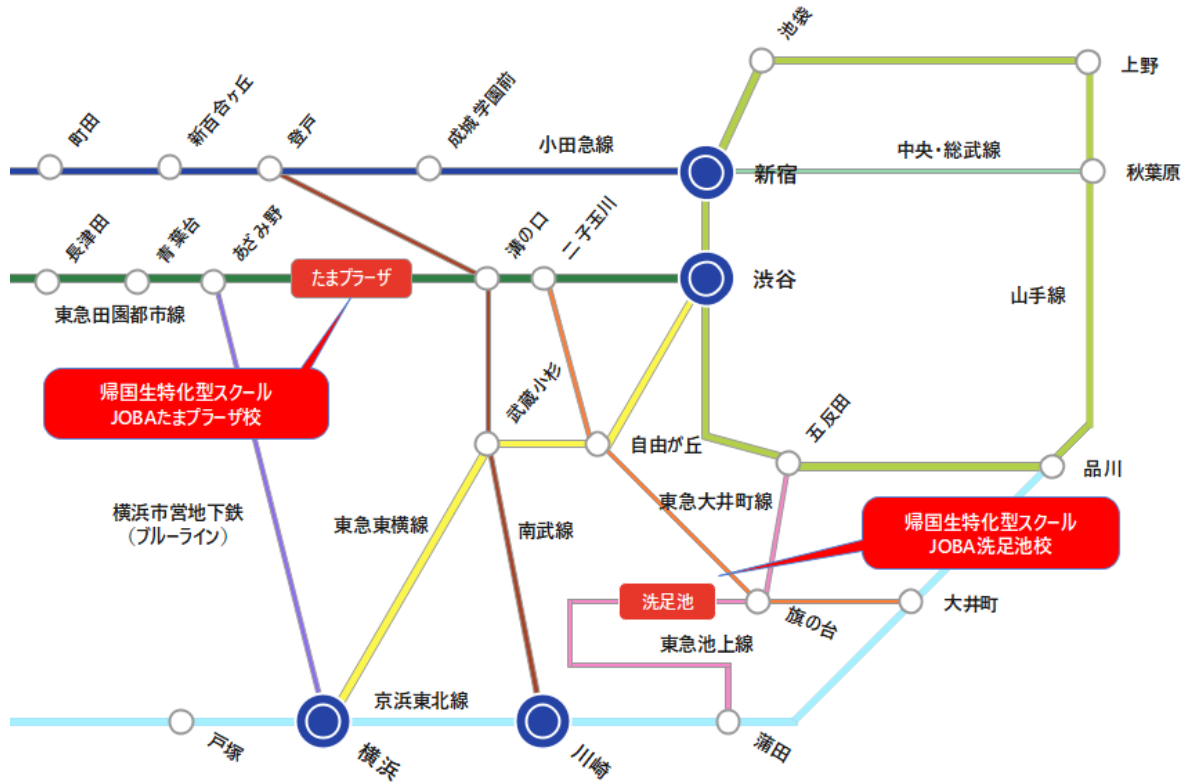 池袋
上野
町田
新百合ヶ丘
登戸
成城学園前
小田急線
新宿
中央・総武線
秋葉原
長津田
青葉台
あざみ野
たまプラーザ
溝の口
二子玉川
渋谷
東急田園都市線
山手線
帰国生特化型スクール
JOBAたまプラーザ校
武蔵小杉
自由が丘
五反田
品川
横浜市営地下鉄
（ブルーライン）
東急東横線
南武線
東急大井町線
帰国生特化型スクール
JOBA洗足池校
洗足池
旗の台
大井町
東急池上線
京浜東北線
戸塚
横浜
川崎
蒲田